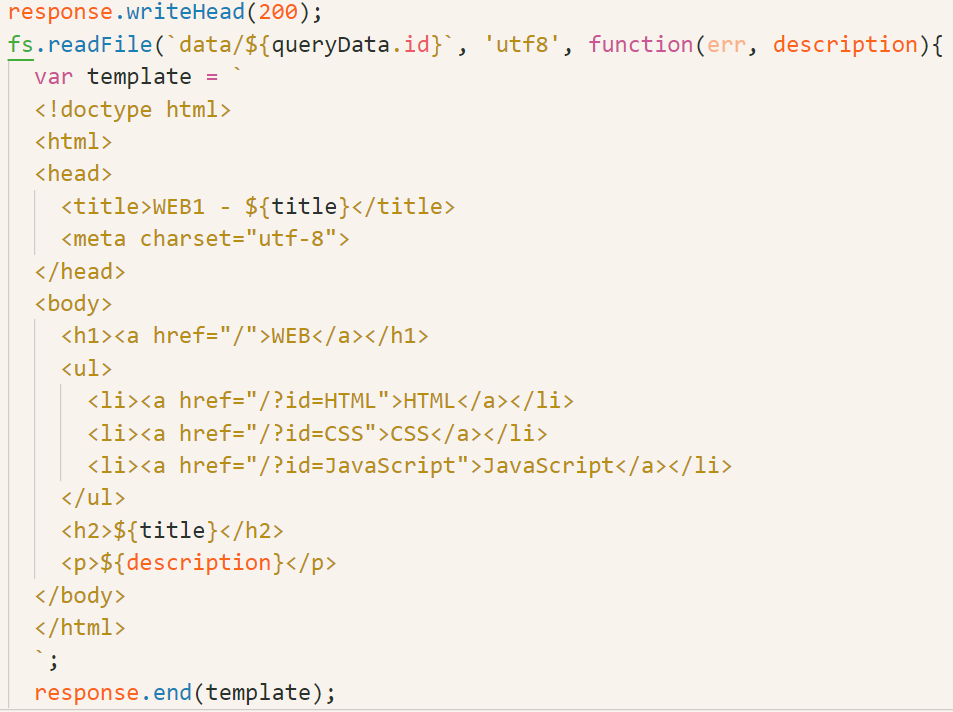 response.writeHead(200);
fs.readFile(`data/${queryData.id}`, 'utf8', function(err, description){
  var template = `
  <!doctype html>
  <html>
  <head>
    <title>WEB1 - ${title}</title>
    <meta charset="utf-8">
  </head>
  <body>
    <h1><a href="/">WEB</a></h1>
    <ul>
      <li><a href="/?id=HTML">HTML</a></li>
      <li><a href="/?id=CSS">CSS</a></li>
      <li><a href="/?id=JavaScript">JavaScript</a></li>
    </ul>
    <h2>${title}</h2>
    <p>${description}</p>
  </body>
  </html>
  `;
  response.end(template);